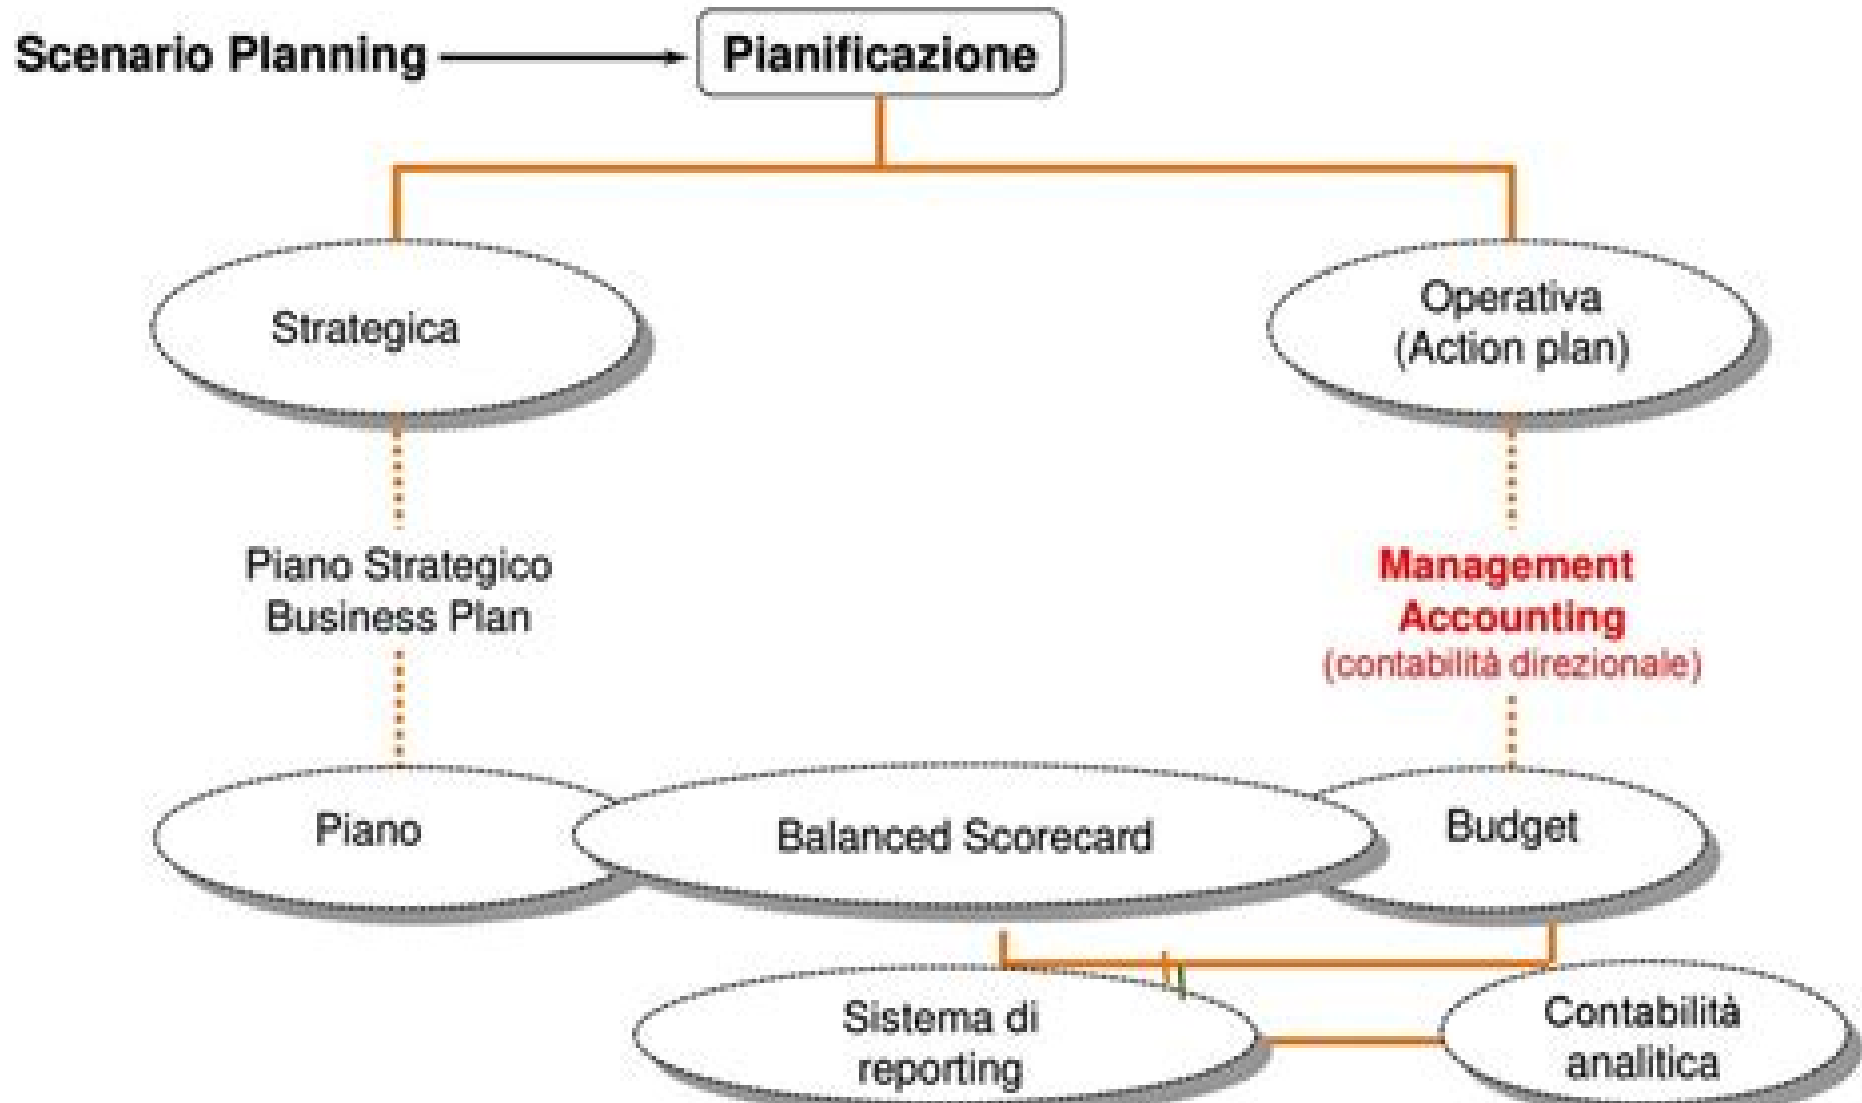 Scenario Planning
Pianificazione
Strategica
Operativa
(Action plan)
Piano Strategico
Business Plan
Management
Accounting
(contabilità direzionale)
Piano
Balanced Scorecard
Budget
Sistema di
reporting
Contabilità
analitica